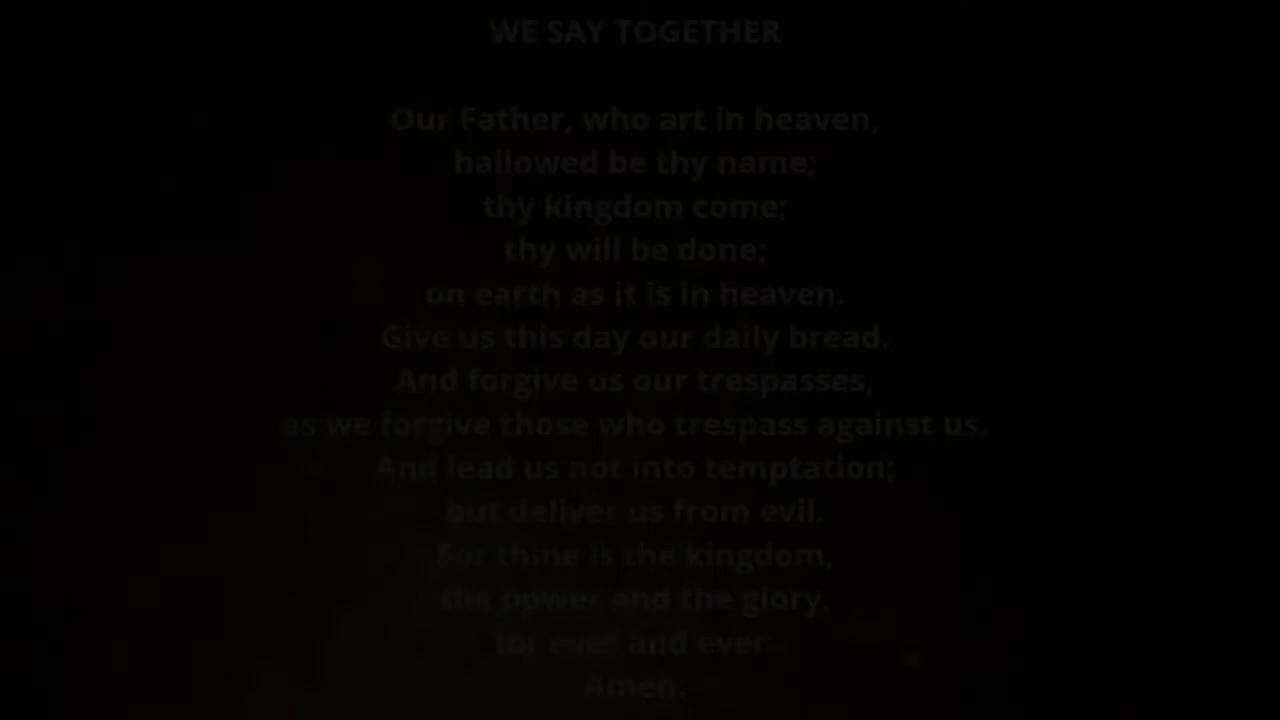 WE SAY TOGETHER
Our Father, who art in heaven,
hallowed be thy name;
thy kingdom come;
thy will be done;
on earth as it is in heaven.
Give us this day our daily bread.
And forgive us our trespasses,
as we forgive those who trespass against us.
And lead us not into temptation;
but deliver us from evil.
For thine is the kingdom,
the power and the glory,
for ever and ever.
Amen.